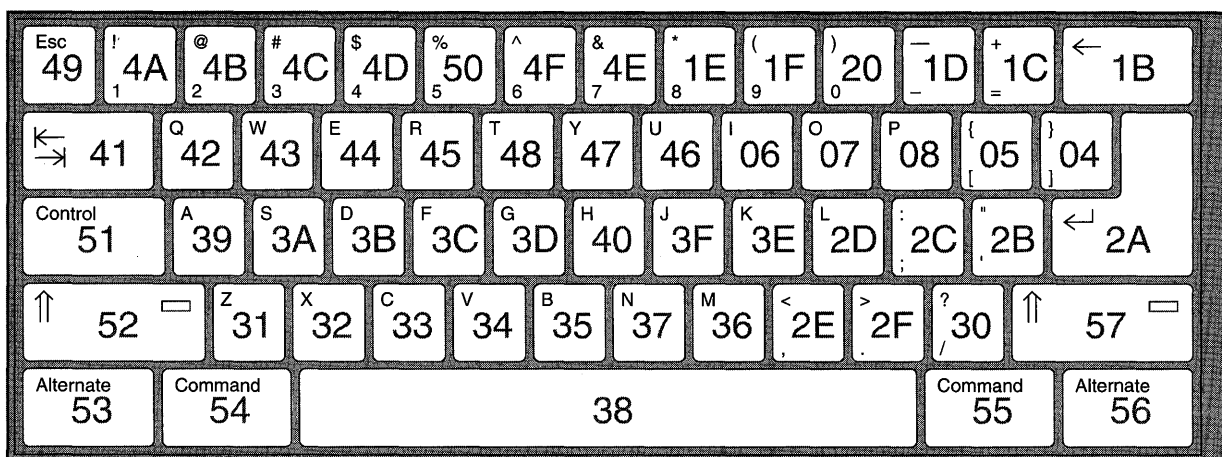 Esc 49 ! 4A 1 @ 4B 2 # 4C 3 $ 4D 4 % 50 5 ^ 4F 6 & 4E 7 * 1E 8 ( 1F 9 ) 20 0 — 1D – + 1C = ← 1B
⇤ ⇥ 41 Q 42 W 43 E 44 R 45 T 48 Y 47 U 46 I 06 O 07 P 08 { 05 [ } 04 ]
Control 51 A 39 S 3A D 3B F 3C G 3D H 40 J 3F K 3E L 2D : 2C ; " 2B ' ↵ 2A
⇑ 52 Z 31 X 32 C 33 V 34 B 35 N 37 M 36 < 2E , > 2F . ? 30 / ⇑ 57
Alternate 53 Command 54 38 Command 55 Alternate 56